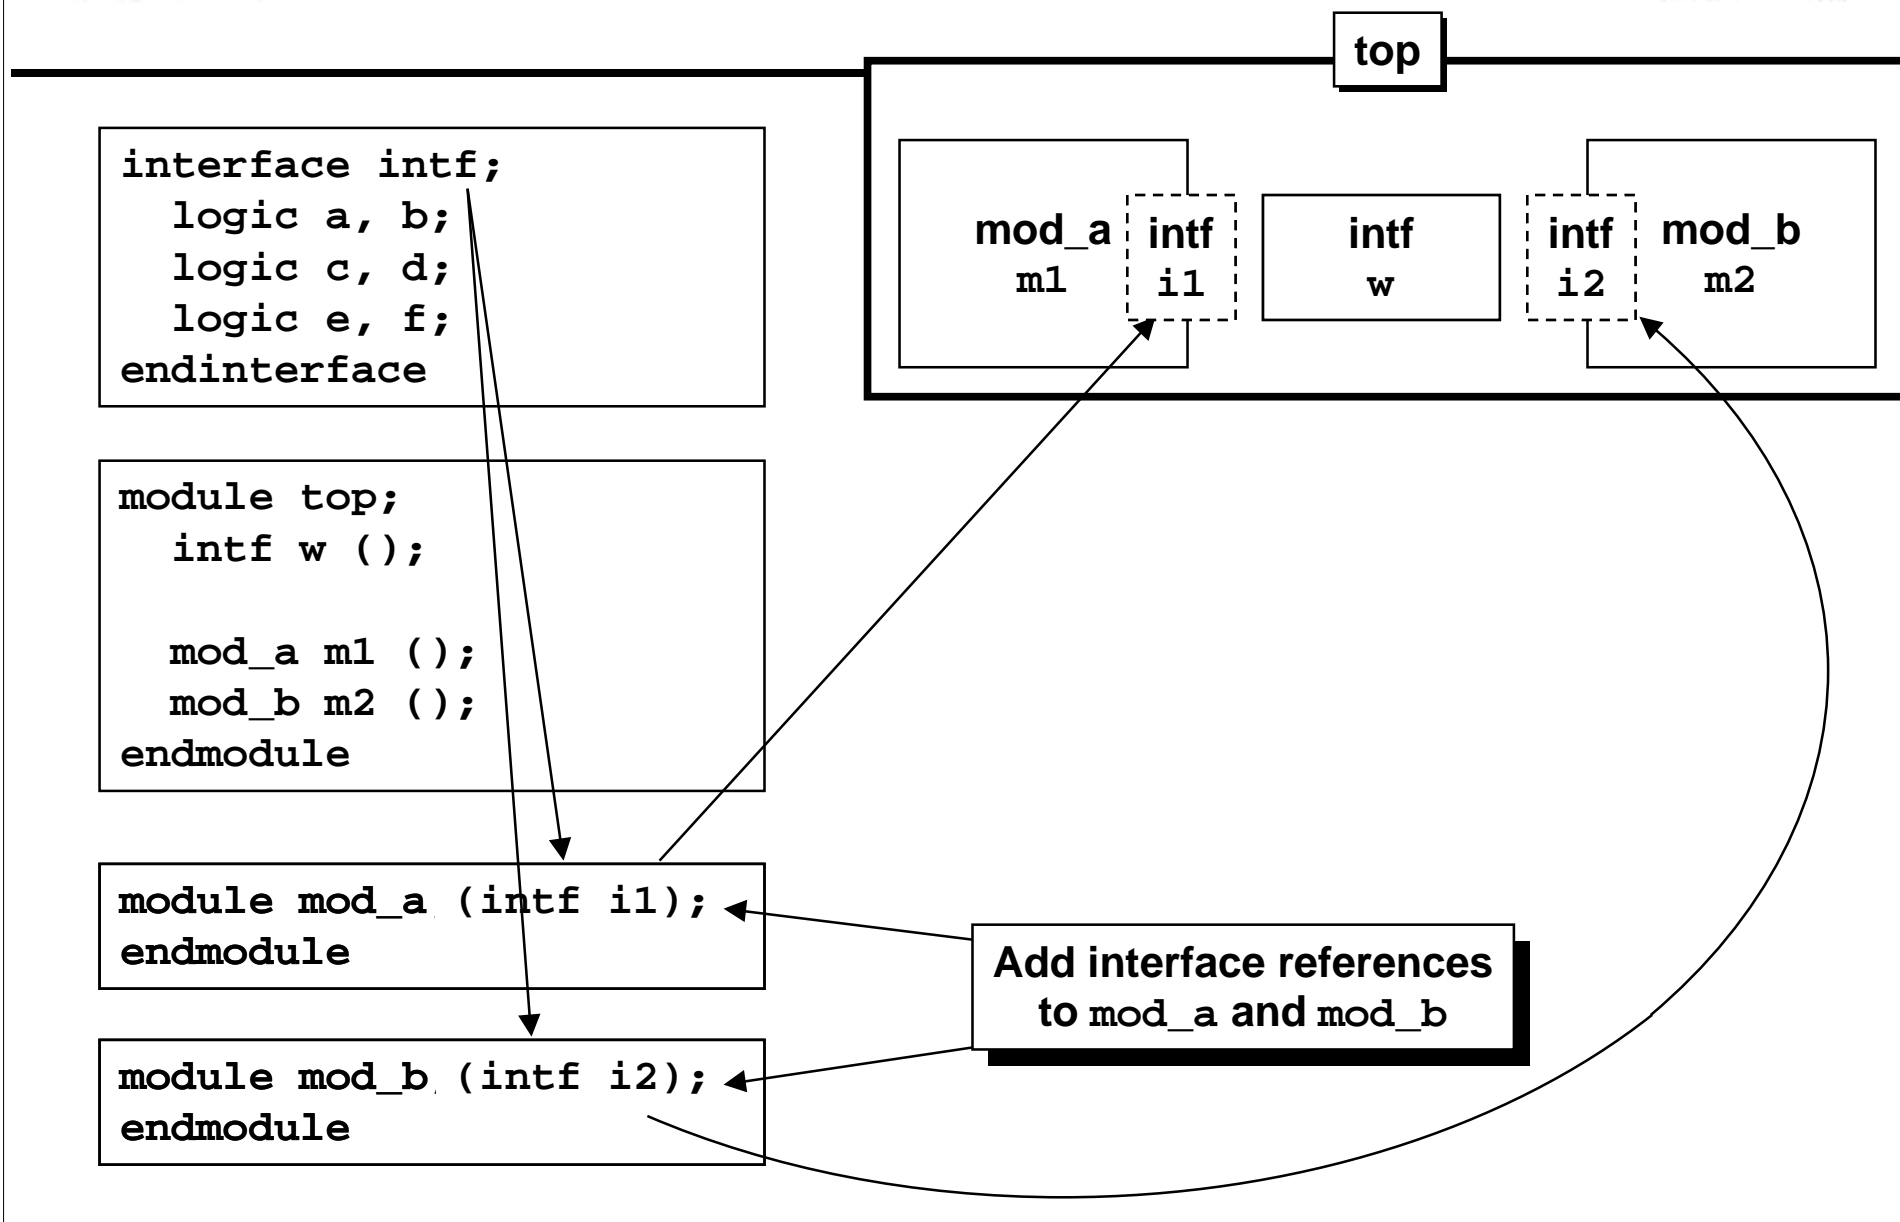 top
interface intf;
logic a, b;
logic c, d;
logic e, f;
endinterface
mod_a
m1
intf
i1
intf
w
intf
i2
mod_b
m2
module top;
intf w ();
mod_a m1 ();
mod_b m2 ();
endmodule
module mod_a (intf i1);
endmodule
Add interface references
to mod_a and mod_b
module mod_b (intf i2);
endmodule